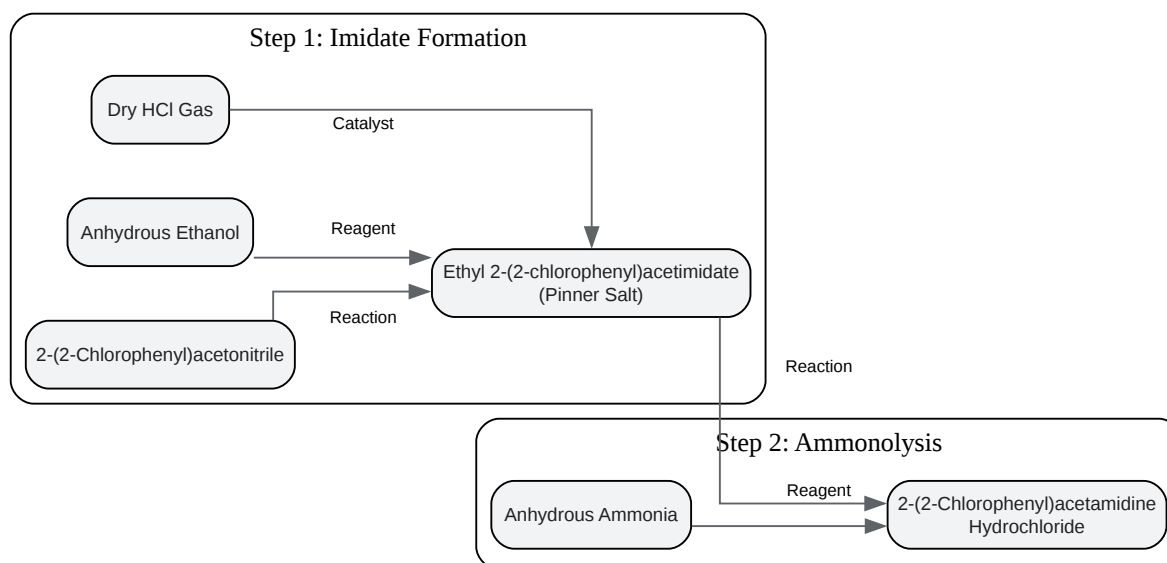 Step 1: Imidate Formation
Dry HCl Gas
Catalyst
Anhydrous Ethanol
Reagent
Ethyl 2-(2-chlorophenyl)acetimidate
(Pinner Salt)
Reaction
2-(2-Chlorophenyl)acetonitrile
Reaction
Step 2: Ammonolysis
Anhydrous Ammonia
Reagent
2-(2-Chlorophenyl)acetamidine
Hydrochloride